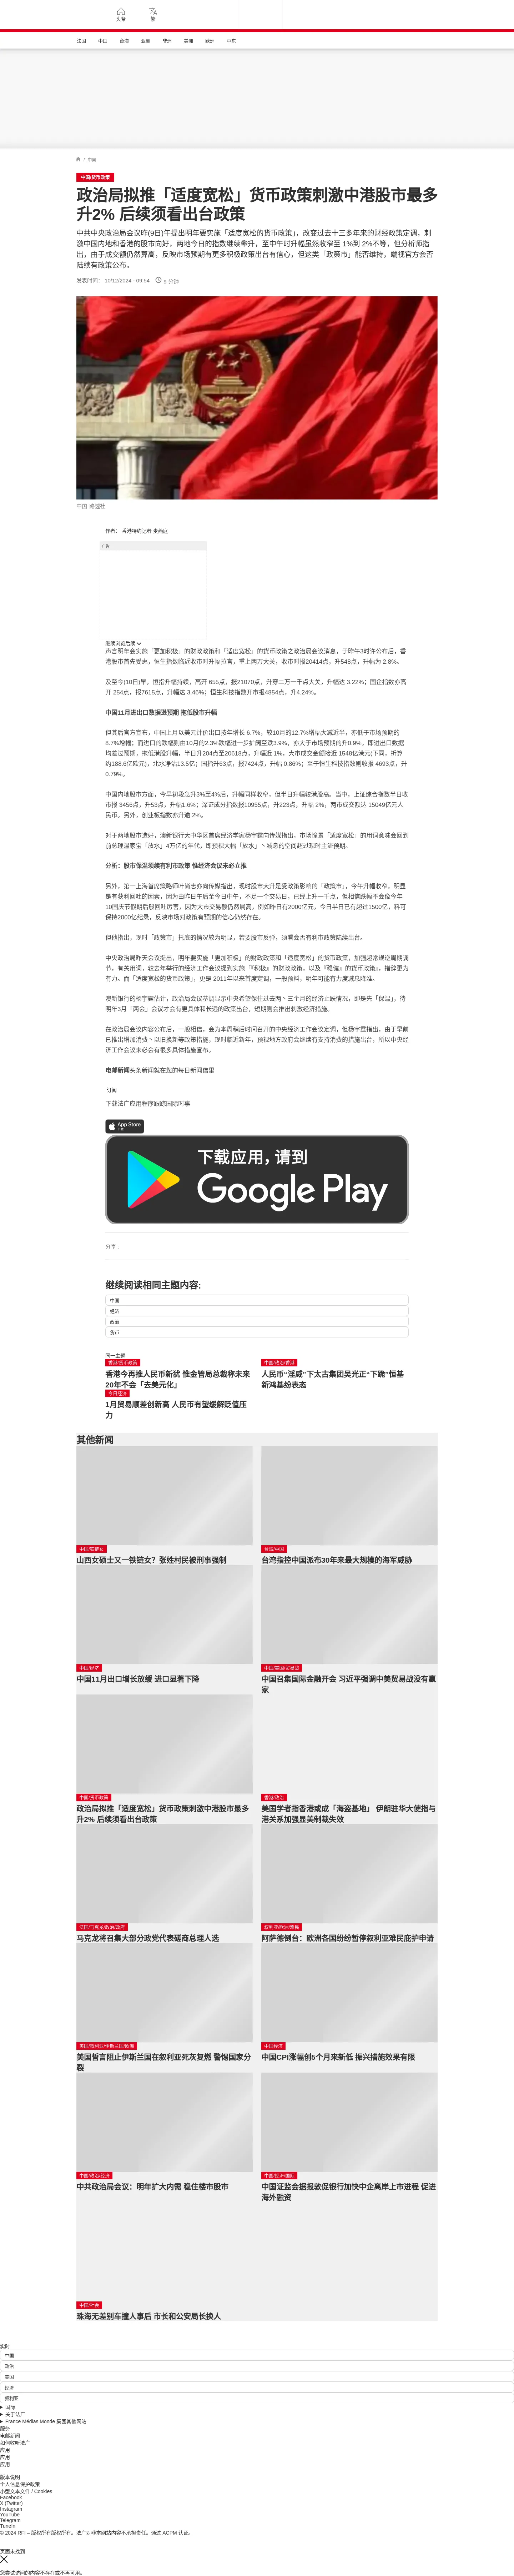 头条
繁
法国
中国
台海
亚洲
非洲
美洲
欧洲
中东
/ 中国
中国/货币政策
政治局拟推「适度宽松」货币政策刺激中港股市最多
升2% 后续须看出台政策
中共中央政治局会议昨(9日)午提出明年要实施「适度宽松的货币政策」，改变过去十三多年来的财经政策定调，刺
激中国内地和香港的股市向好，两地今日的指数继续攀升，至中午时升幅虽然收窄至 1%到 2%不等，但分析师指
出，由于成交额仍然算高，反映市场预期有更多积极政策出台有信心，但这类「政策市」能否维持，端视官方会否
陆续有政策公布。
发表时间： 10/12/2024 - 09:54
9 分钟
中国 路透社
作者： 香港特约记者 麦燕庭
广告
继续浏览后续
声言明年会实施「更加积极」的财政政策和「适度宽松」的货币政策之政治局会议消息，于昨午3时许公布后，香
港股市首先受惠，恒生指数临近收市时升幅拉言，重上两万大关，收市时报20414点，升548点，升幅为 2.8%。
及至今(10日)早，恒指升幅持续，高开 655点，报21070点，升穿二万一千点大关，升幅达 3.22%；国企指数亦高
开 254点，报7615点，升幅达 3.46%；恒生科技指数开市报4854点，升4.24%。
中国11月进出口数据逊预期 拖低股市升幅
但其后官方宣布，中国上月以美元计价出口按年增长 6.7%，较10月的12.7%增幅大减近半，亦低于市场预期的
8.7%增幅；而进口的跌幅则由10月的2.3%跌幅进一步扩阔至跌3.9%，亦大于市场预期的升0.9%，即进出口数据
均差过预期，拖低港股升幅，半日升204点至20618点，升幅近 1%，大市成交金额接近 1548亿港元(下同，折算
约188.6亿欧元)，北水净沽13.5亿；国指升63点，报7424点，升幅 0.86%；至于恒生科技指数则收报 4693点，升
0.79%。
中国内地股市方面，今早初段急升3%至4%后，升幅同样收窄，但半日升幅较港股高。当中，上证综合指数半日收
市报 3456点，升53点，升幅1.6%；深证成分指数报10955点，升223点，升幅 2%，两市成交额达 15049亿元人
民币，另外，创业板指数亦升逾 2%。
对于两地股市造好，澳新银行大中华区首席经济学家杨宇霆向传媒指出，市场憧景「适度宽松」的用词意味会回到
前总理温家宝「放水」4万亿的年代，即预视大幅「放水」丶减息的空间超过现时主流预期。
分析：股市保温须续有利市政策 惟经济会议未必立推
另外，第一上海首席策略师叶尚志亦向传媒指出，现时股市大升是受政策影响的「政策市」，今午升幅收窄，明显
是有获利回吐的因素，因为由昨日午后至今日中午，不足一个交易日，已经上升一千点，但相信跌幅不会像今年
10国庆节假期后般回吐厉害，因为大市交易额仍然属高，例如昨日有2000亿元，今日半日已有超过1500亿，料可
保持2000亿纪录，反映市场对政策有预期的信心仍然存在。
但他指出，现时「政策市」托底的情况较为明显，若要股市反弹，须看会否有利市政策陆续出台。
中央政治局昨天会议提出，明年要实施「更加积极」的财政政策和「适度宽松」的货币政策，加强超常规逆周期调
节，有关用词，较去年举行的经济工作会议提到实施「『积极』的财政政策，以及『稳健』的货币政策」，措辞更为
有力。而「适度宽松的货币政策」，更是 2011年以来首度定调，一般预料，明年可能有力度减息降准。
澳新银行的杨宇霆估计，政治局会议基调显示中央希望保住过去两丶三个月的经济止跌情况，即是先「保温」，待
明年3月「两会」会议才会有更具体和长远的政策出台，短期则会推出刺激经济措施。
在政治局会议内容公布后，一般相信，会为本周稍后时间召开的中央经济工作会议定调，但杨宇霆指出，由于早前
已推出增加消费丶以旧换新等政策措施，现时临近新年，预视地方政府会继续有支持消费的措施出台，所以中央经
济工作会议未必会有很多具体措施宣布。
电邮新闻头条新闻就在您的每日新闻信里
订阅
下载法广应用程序跟踪国际时事
App Store
下载应用，请到
Google Play
分享 :
继续阅读相同主题内容:
中国
经济
政治
货币
同一主题
香港/货币政策
香港今再推人民币新犹 惟金管局总裁称未来
20年不会「去美元化」
中国/政治/香港
人民币"淫威"下太古集团吴光正"下跪"恒基
新鸿基纷表态
今日经济
1月贸易顺差创新高 人民币有望缓解贬值压
力
其他新闻
中国/铁链女
山西女硕士又一铁链女？张姓村民被刑事强制
台湾/中国
台湾指控中国派布30年来最大规模的海军威胁
中国/经济
中国11月出口增长放缓 进口显著下降
中国/美国/贸易战
中国召集国际金融开会 习近平强调中美贸易战没有赢
家
中国/货币政策
政治局拟推「适度宽松」货币政策刺激中港股市最多
升2% 后续须看出台政策
香港/政治
美国学者指香港或成「海盗基地」 伊朗驻华大使指与
港关系加强显美制裁失效
法国/马克龙/政治/政府
马克龙将召集大部分政党代表磋商总理人选
叙利亚/欧洲/难民
阿萨德倒台：欧洲各国纷纷暂停叙利亚难民庇护申请
美国/叙利亚/伊斯兰国/欧洲
美国誓言阻止伊斯兰国在叙利亚死灰复燃 警惕国家分
裂
中国经济
中国CPI涨幅创5个月来新低 振兴措施效果有限
中国/政治/经济
中共政治局会议：明年扩大内需 稳住楼市股市
中国/经济/国际
中国证监会据报敦促银行加快中企离岸上市进程 促进
海外融资
中国/社会
珠海无差别车撞人事后 市长和公安局长换人
实时
中国
政治
美国
经济
叙利亚
国际
关于法广
France Médias Monde 集团其他网站
服务
电邮新闻
如何收听法广
应用
应用
应用
版本说明
个人信息保护政策
小型文本文件 / Cookies
Facebook
X (Twitter)
Instagram
YouTube
Telegram
TuneIn
© 2024 RFI – 版权所有版权所有。法广对非本网站内容不承担责任。通过 ACPM 认证。
页面未找到
您尝试访问的内容不存在或不再可用。